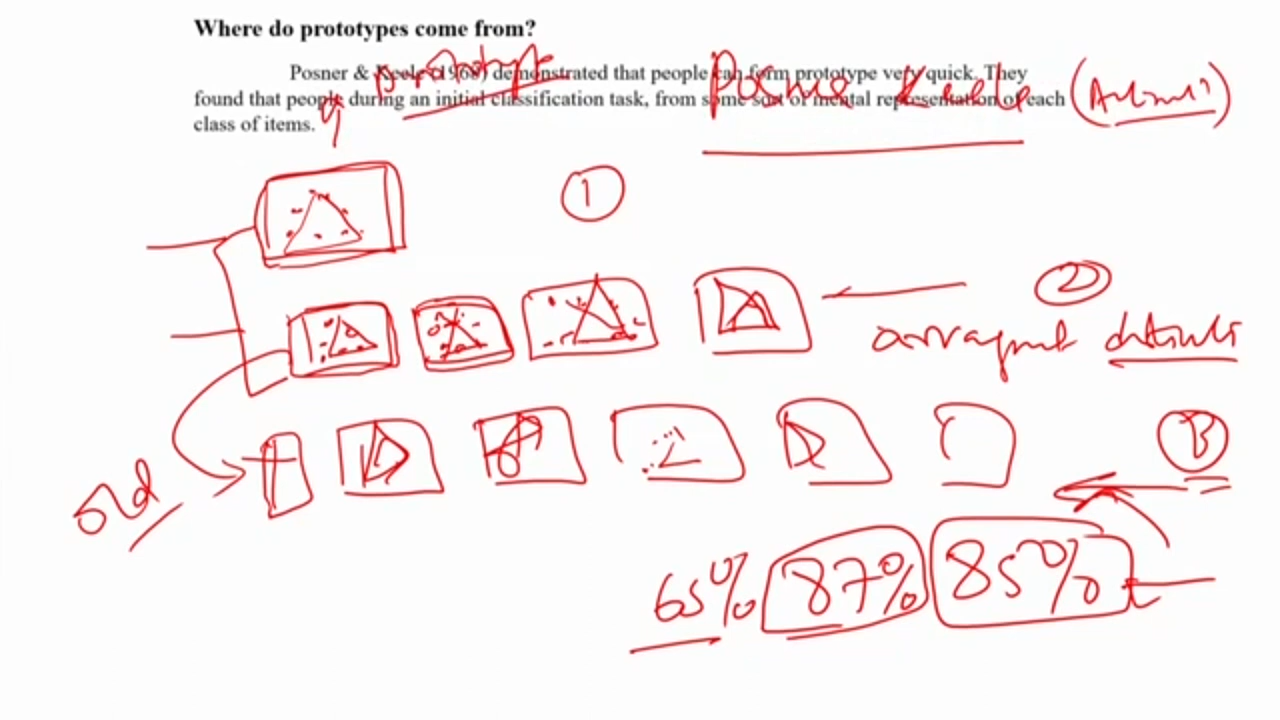 Where do prototypes come from?
Posner & Keele (1968) demonstrated that people can form prototype very quick. They
found that people during an initial classification task, from some sort of mental representation of each
class of items.
prototype
Posner Keele
1
2
3
old
65% 87% 85%